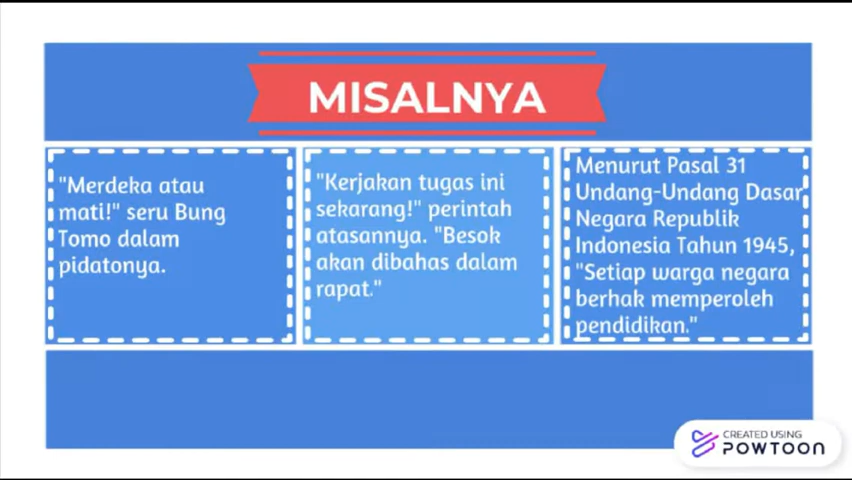 MISALNYA
"Merdeka atau
mati!" seru Bung
Tomo dalam
pidatonya.
"Kerjakan tugas ini
sekarang!" perintah
atasannya. "Besok
akan dibahas dalam
rapat."
Menurut Pasal 31
Undang-Undang Dasar
Negara Republik
Indonesia Tahun 1945,
"Setiap warga negara
berhak memperoleh
pendidikan."
CREATED USING
POWTOON